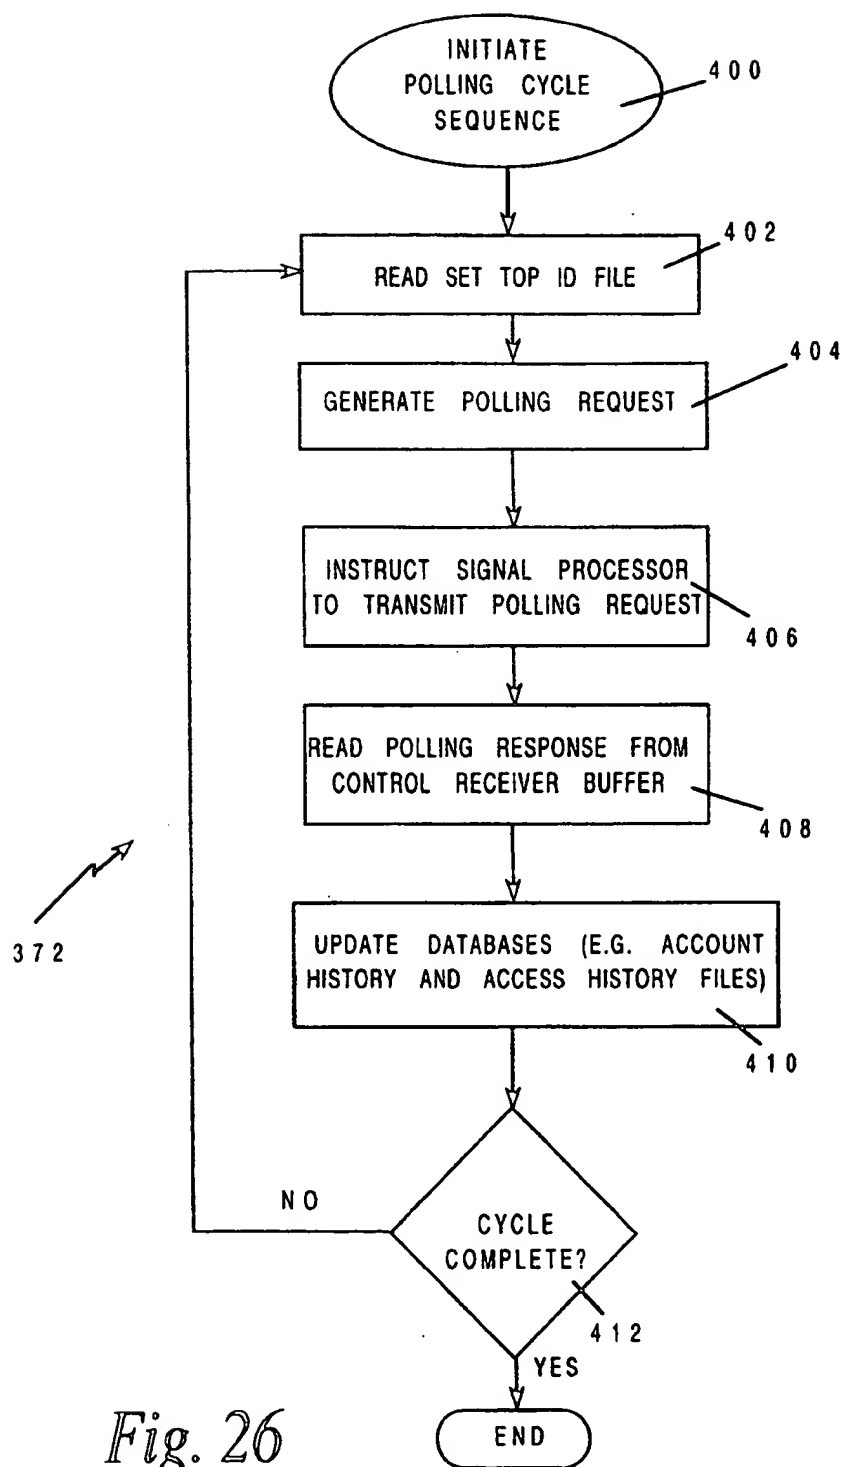 INITIATE
POLLING CYCLE
SEQUENCE
400
READ SET TOP ID FILE
402
GENERATE POLLING REQUEST
404
INSTRUCT SIGNAL PROCESSOR
TO TRANSMIT POLLING REQUEST
406
READ POLLING RESPONSE FROM
CONTROL RECEIVER BUFFER
408
372
UPDATE DATABASES (E.G. ACCOUNT
HISTORY AND ACCESS HISTORY FILES)
410
NO
CYCLE
COMPLETE?
412
YES
END
Fig. 26